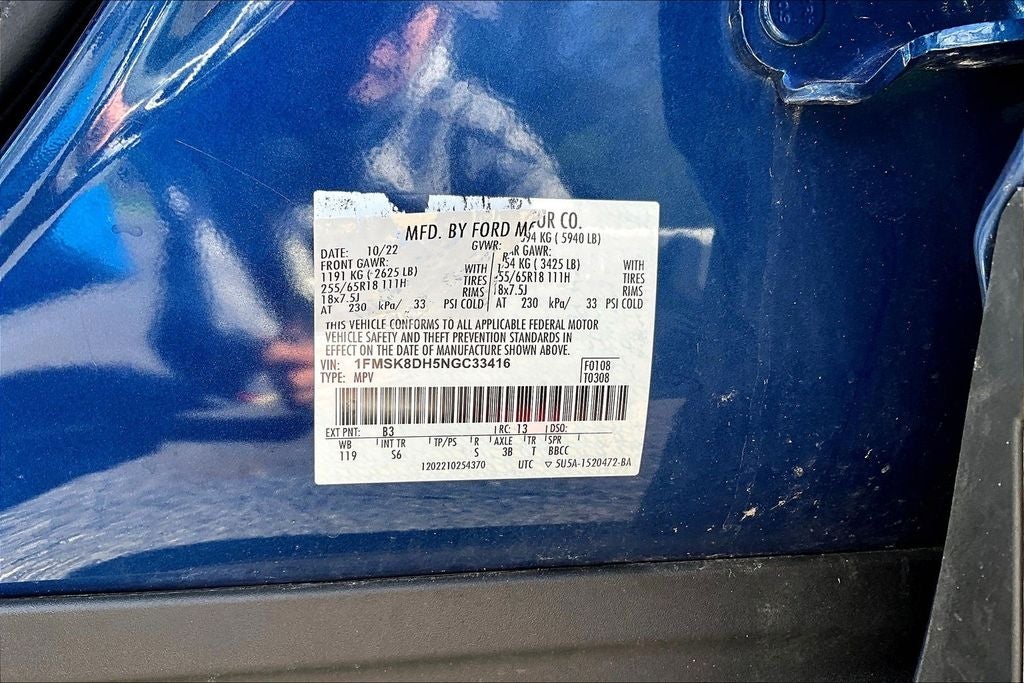 MFD. BY FORD M UR CO.
DATE: 10/22 GVWR: 94 KG ( 5940 LB)
FRONT GAWR: R GAWR:
1191 KG ( 2625 LB) WITH 54 KG ( 3425 LB) WITH
255/65R18 111H TIRES 55/65R18 111H TIRES
18x7.5J RIMS 8x7.5J RIMS
AT 230 kPa/ 33 PSI COLD AT 230 kPa/ 33 PSI COLD
THIS VEHICLE CONFORMS TO ALL APPLICABLE FEDERAL MOTOR
VEHICLE SAFETY AND THEFT PREVENTION STANDARDS IN
EFFECT ON THE DATE OF MANUFACTURE SHOWN ABOVE.
VIN: 1FMSK8DH5NGC33416 F0108
TYPE: MPV T0308
EXT PNT: B3 RC: 13 DSO:
WB INT TR TP/PS R AXLE TR SPR
119 S6 S 3B T BBCC
1202210254370 UTC ▽ 5U5A-1520472-BA